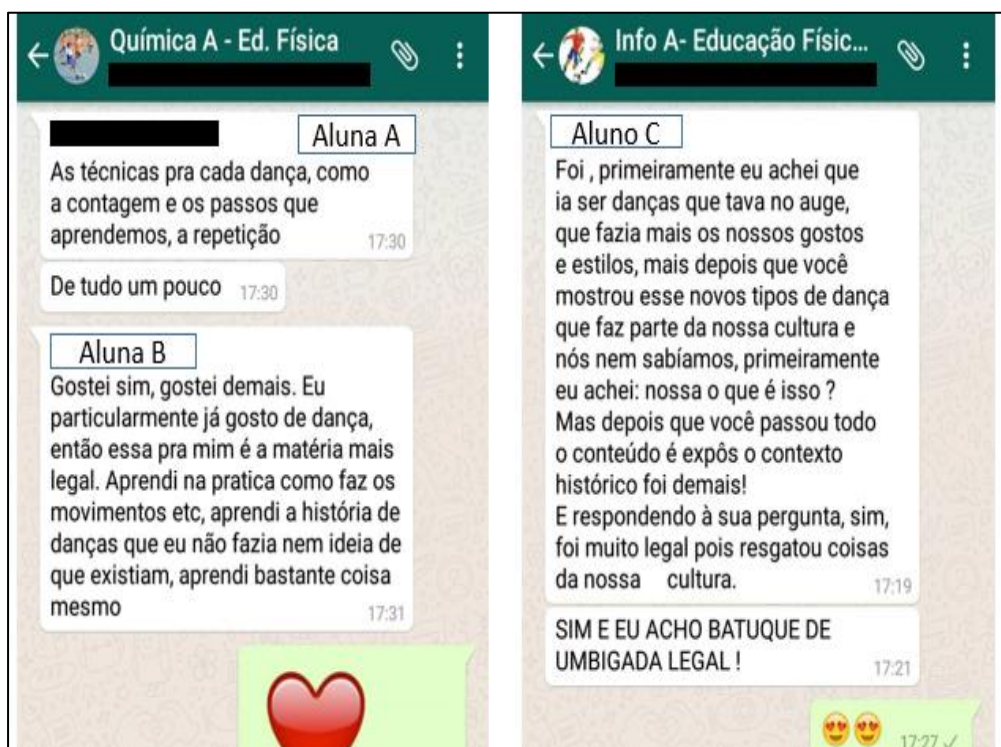 Química A - Ed. Física
Aluna A
As técnicas pra cada dança, como
a contagem e os passos que
aprendemos, a repetição
17:30
De tudo um pouco 17:30
Aluna B
Gostei sim, gostei demais. Eu
particularmente já gosto de dança,
então essa pra mim é a matéria mais
legal. Aprendi na pratica como faz os
movimentos etc, aprendi a história de
danças que eu não fazia nem ideia de
que existiam, aprendi bastante coisa
mesmo 17:31
Info A- Educação Físic...
Aluno C
Foi , primeiramente eu achei que
ia ser danças que tava no auge,
que fazia mais os nossos gostos
e estilos, mais depois que você
mostrou esse novos tipos de dança
que faz parte da nossa cultura e
nós nem sabíamos, primeiramente
eu achei: nossa o que é isso ?
Mas depois que você passou todo
o conteúdo é expôs o contexto
histórico foi demais!
E respondendo à sua pergunta, sim,
foi muito legal pois resgatou coisas
da nossa cultura. 17:19
SIM E EU ACHO BATUQUE DE
UMBIGADA LEGAL ! 17:21
17:27